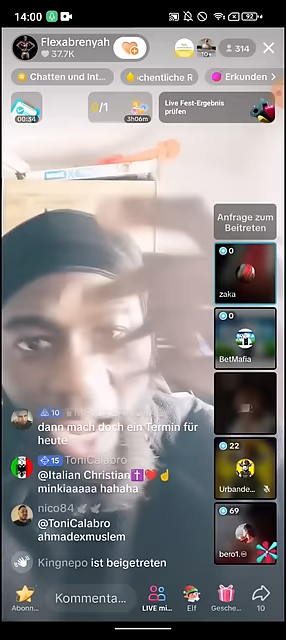 14:00
92
Flexabrenyah
37.7K
10+
314
Chatten und Int...
chentliche R
Erkunden
00:34
0/1
3h06m
Live Fest-Ergebnis
prüfen
Anfrage zum
Beitreten
0
zaka
0
BetMafia
22
Urbande...
69
bero1.
10
dann mach doch ein Termin für
heute
15 ToniCalabro
@Italian Christian
minkiaaaaa hahaha
nico84
@ToniCalabro
ahmadexmuslem
Kingnepo ist beigetreten
Kommenta...
Abonn...
LIVE mi...
Elf
Gesche...
10